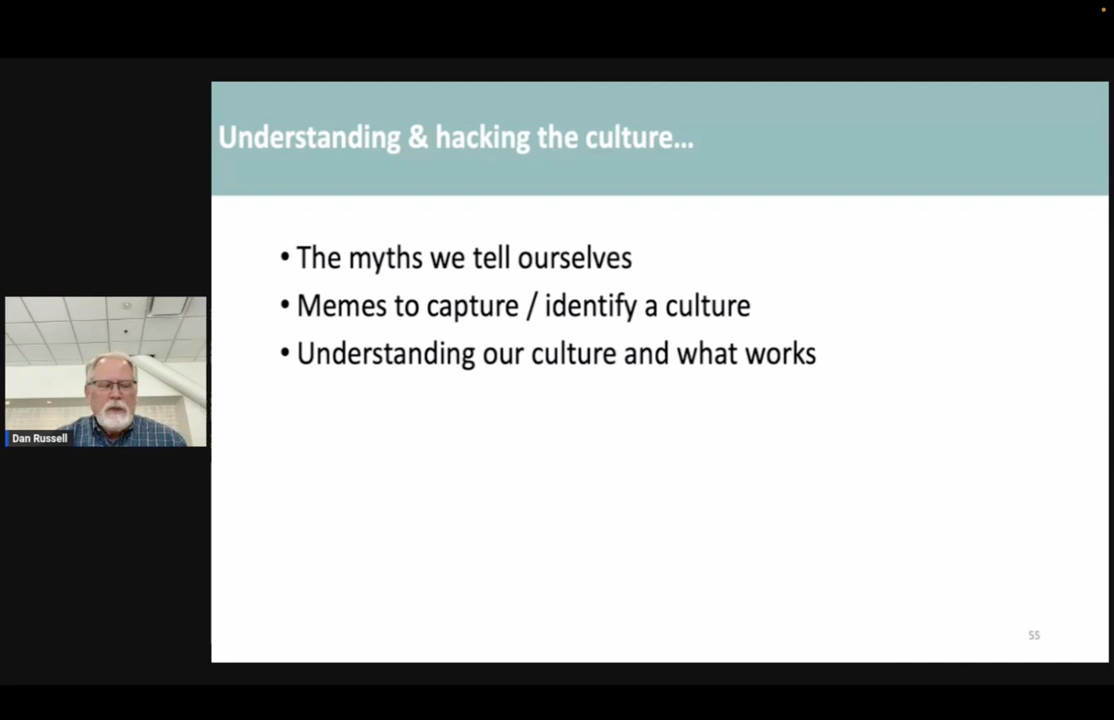 Understanding & hacking the culture...
• The myths we tell ourselves
• Memes to capture / identify a culture
• Understanding our culture and what works
Dan Russell
55